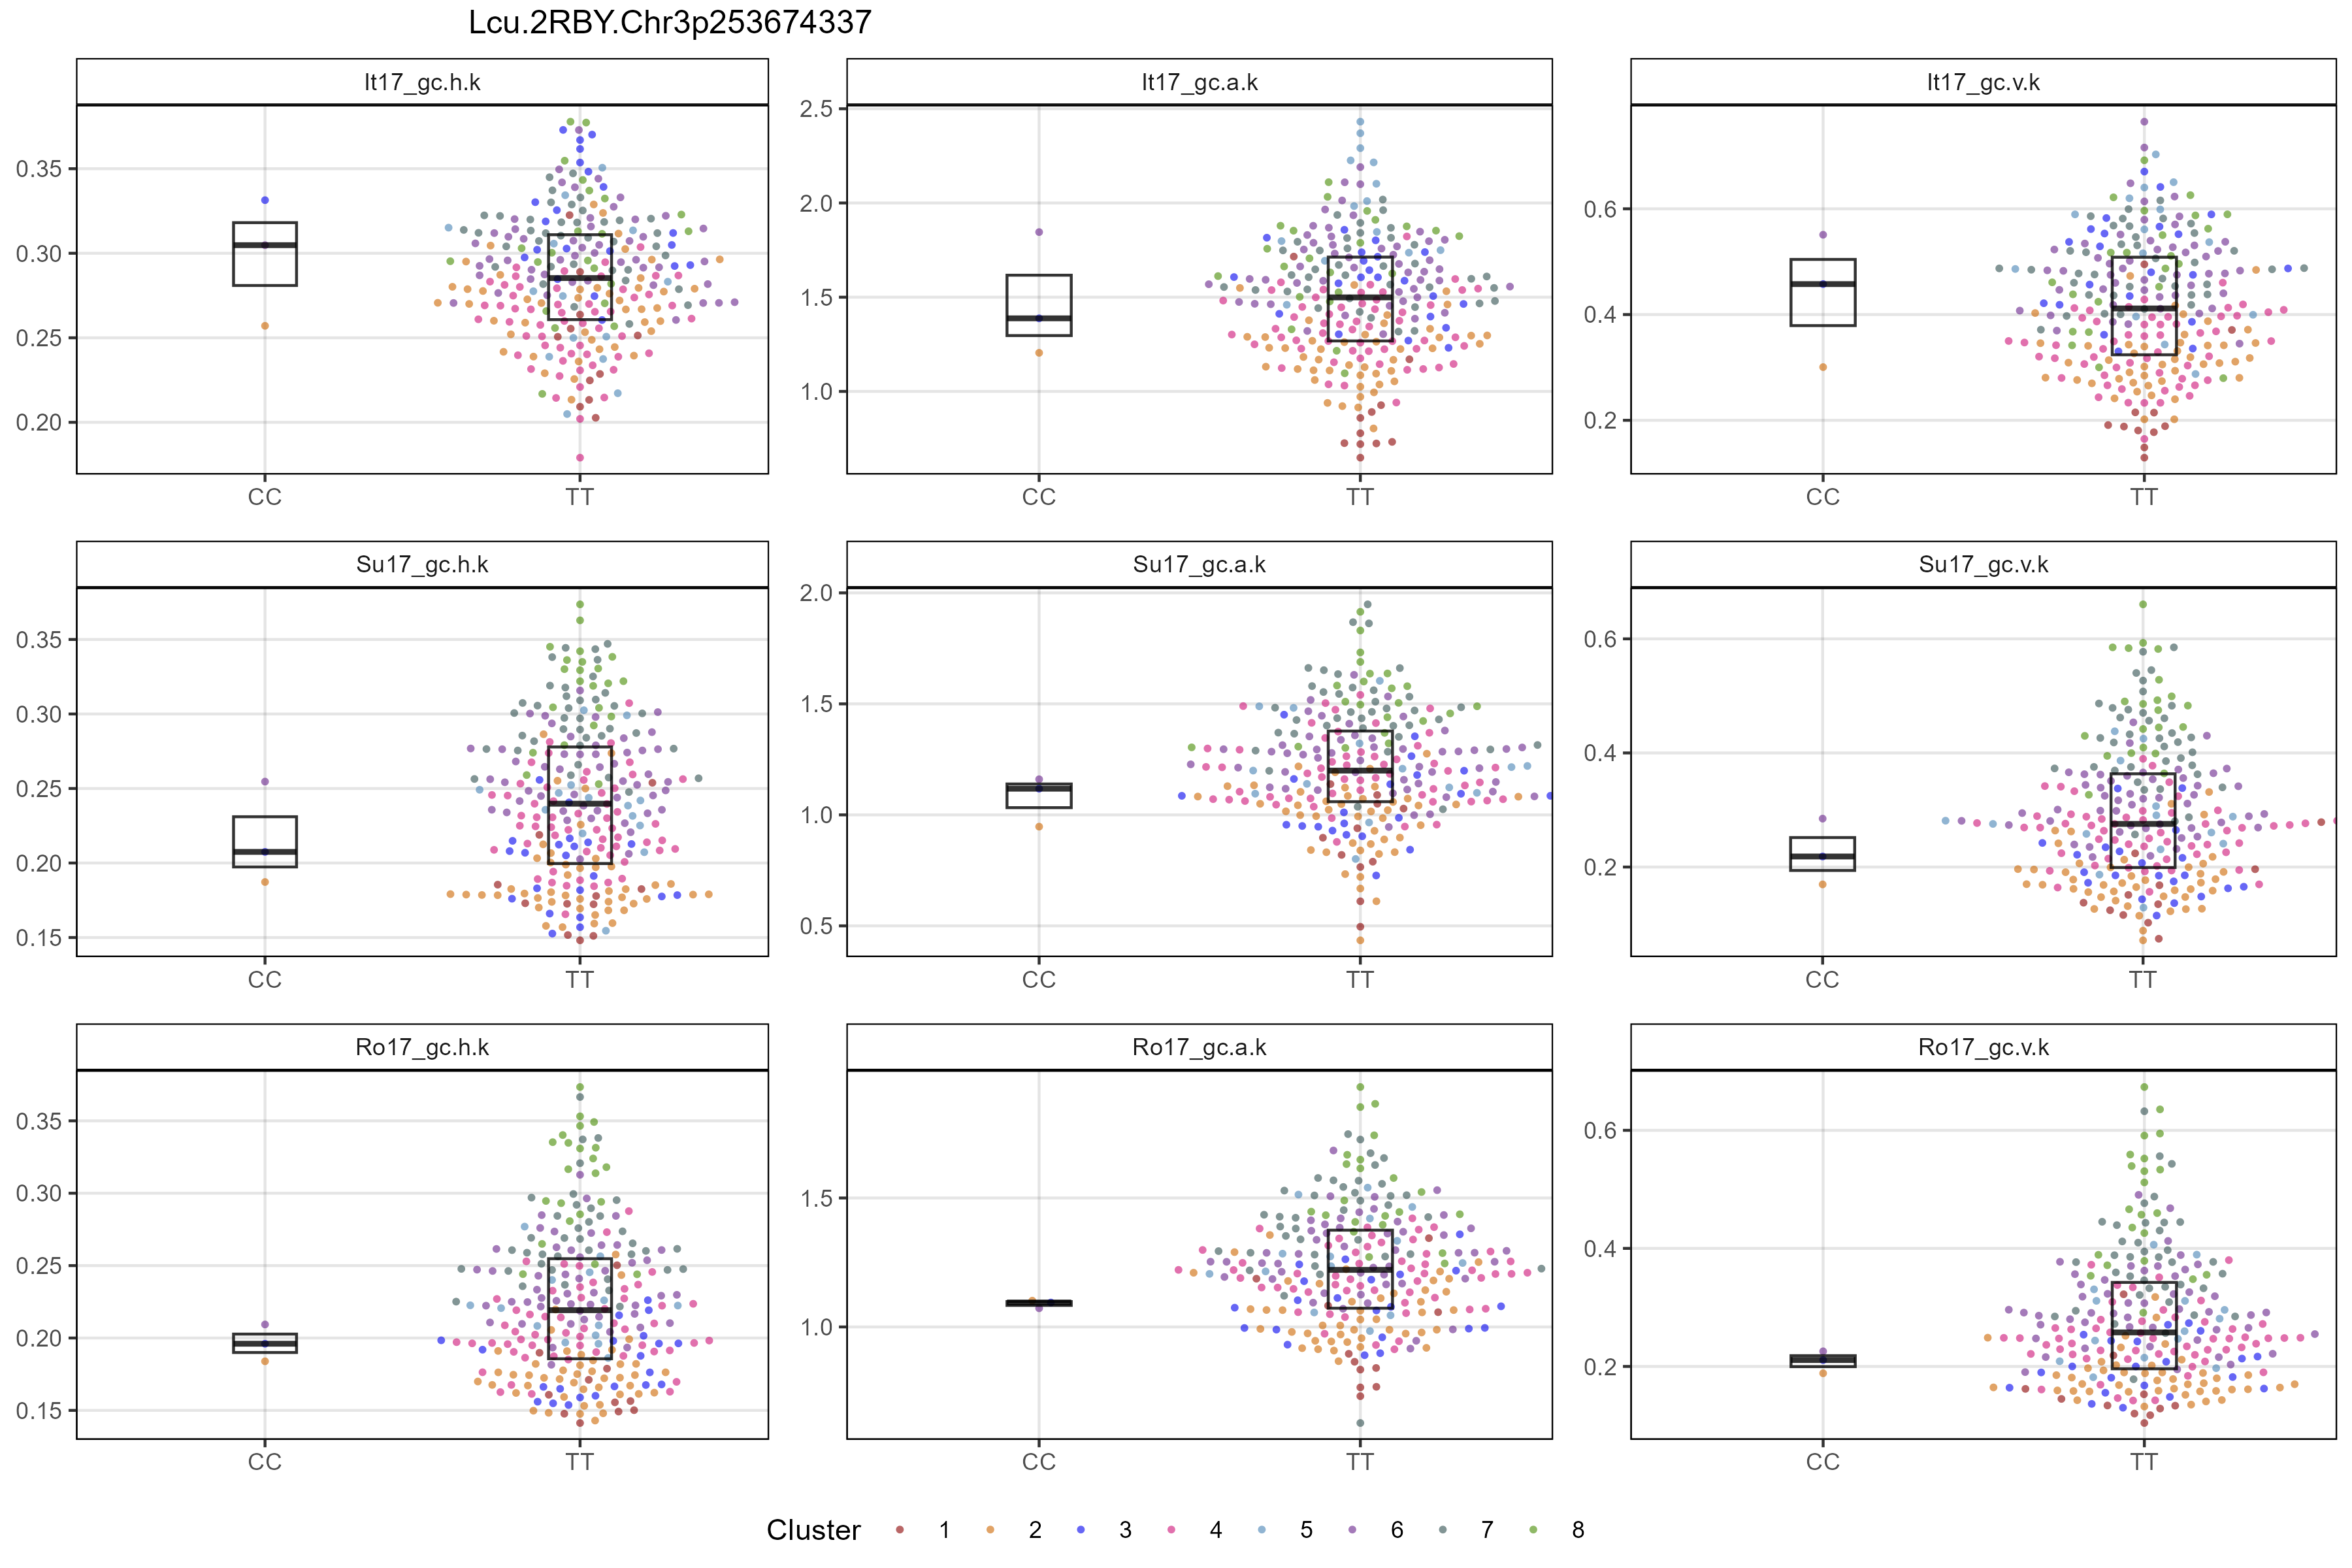 Lcu.2RBY.Chr3p253674337
It17_gc.h.k
It17_gc.a.k
It17_gc.v.k
0.35
0.30
0.25
0.20
2.5
2.0
1.5
1.0
0.6
0.4
0.2
CC TT
CC TT
CC TT
Su17_gc.h.k
Su17_gc.a.k
Su17_gc.v.k
0.35
0.30
0.25
0.20
0.15
2.0
1.5
1.0
0.5
0.6
0.4
0.2
CC TT
CC TT
CC TT
Ro17_gc.h.k
Ro17_gc.a.k
Ro17_gc.v.k
0.35
0.30
0.25
0.20
0.15
1.5
1.0
0.6
0.4
0.2
CC TT
CC TT
CC TT
Cluster 1 2 3 4 5 6 7 8